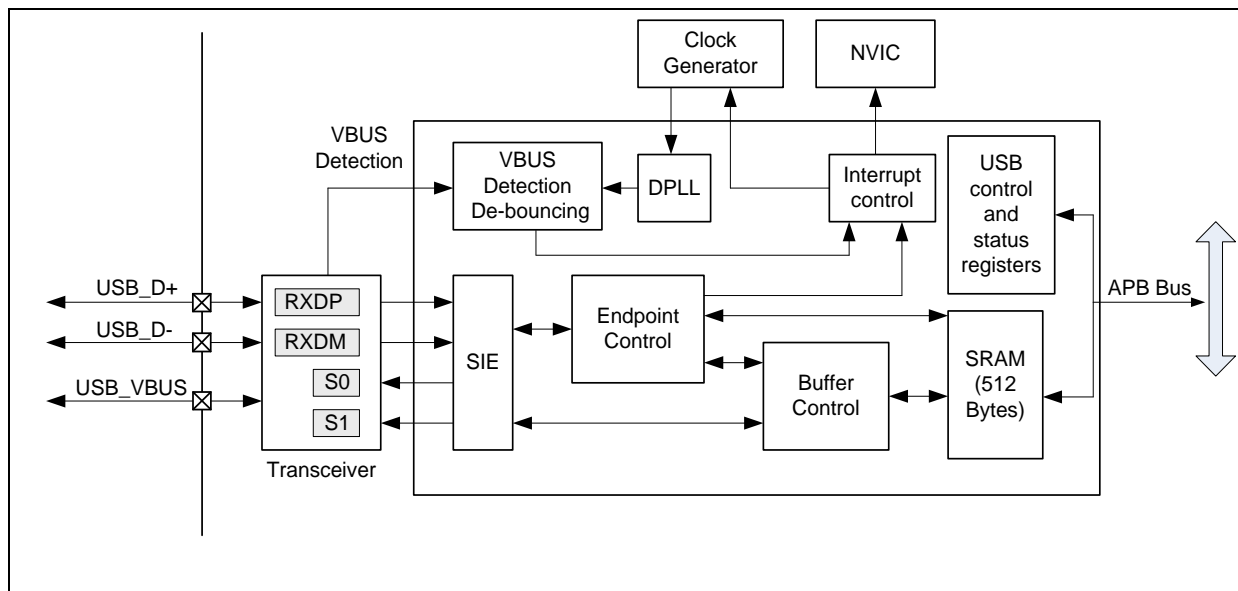 Clock
Generator
NVIC
VBUS
Detection
VBUS
Detection
De-bouncing
DPLL
Interrupt
control
USB
control
and
status
registers
USB_D+
USB_D-
USB_VBUS
RXDP
RXDM
S0
S1
Transceiver
SIE
Endpoint
Control
Buffer
Control
SRAM
(512
Bytes)
APB Bus